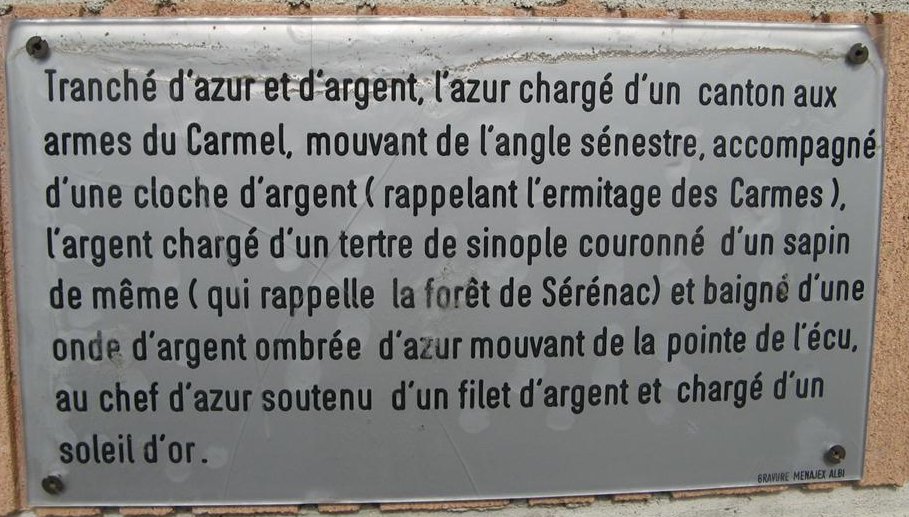 Tranché d'azur et d'argent, l'azur chargé d'un canton aux
armes du Carmel, mouvant de l'angle sénestre, accompagné
d'une cloche d'argent ( rappelant l'ermitage des Carmes ),
l'argent chargé d'un tertre de sinople couronné d'un sapin
de même ( qui rappelle la forêt de Sérénac) et baigné d'une
onde d'argent ombrée d'azur mouvant de la pointe de l'écu,
au chef d'azur soutenu d'un filet d'argent et chargé d'un
soleil d'or.
GRAVURE MENAJEX ALBI